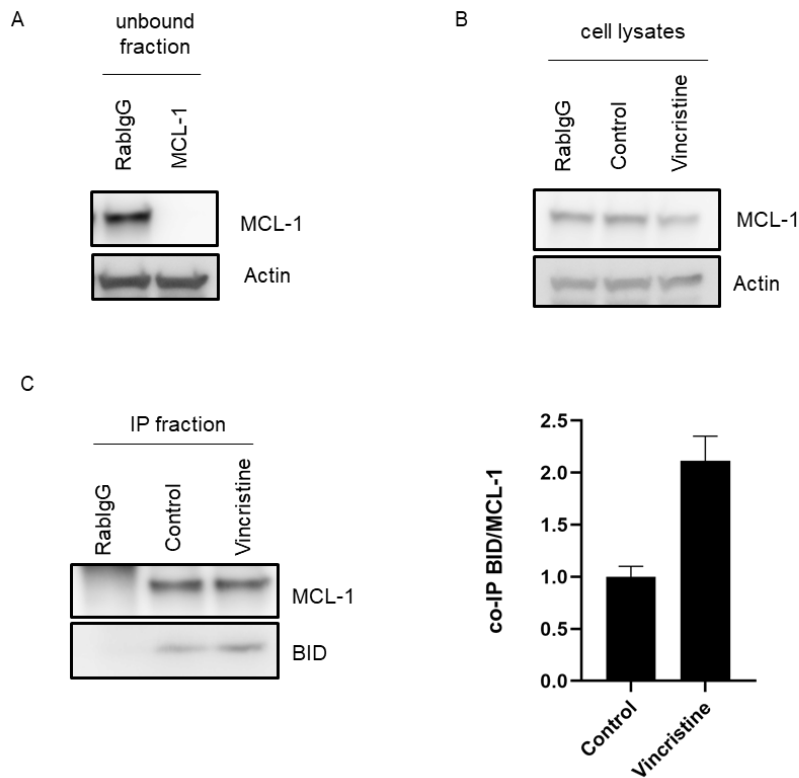 A
unbound
fraction
RabIgG
MCL-1
MCL-1
Actin
B
cell lysates
RabIgG
Control
Vincristine
MCL-1
Actin
C
IP fraction
RabIgG
Control
Vincristine
MCL-1
BID
co-IP BID/MCL-1
2.5
2.0
1.5
1.0
0.5
0.0
Control
Vincristine